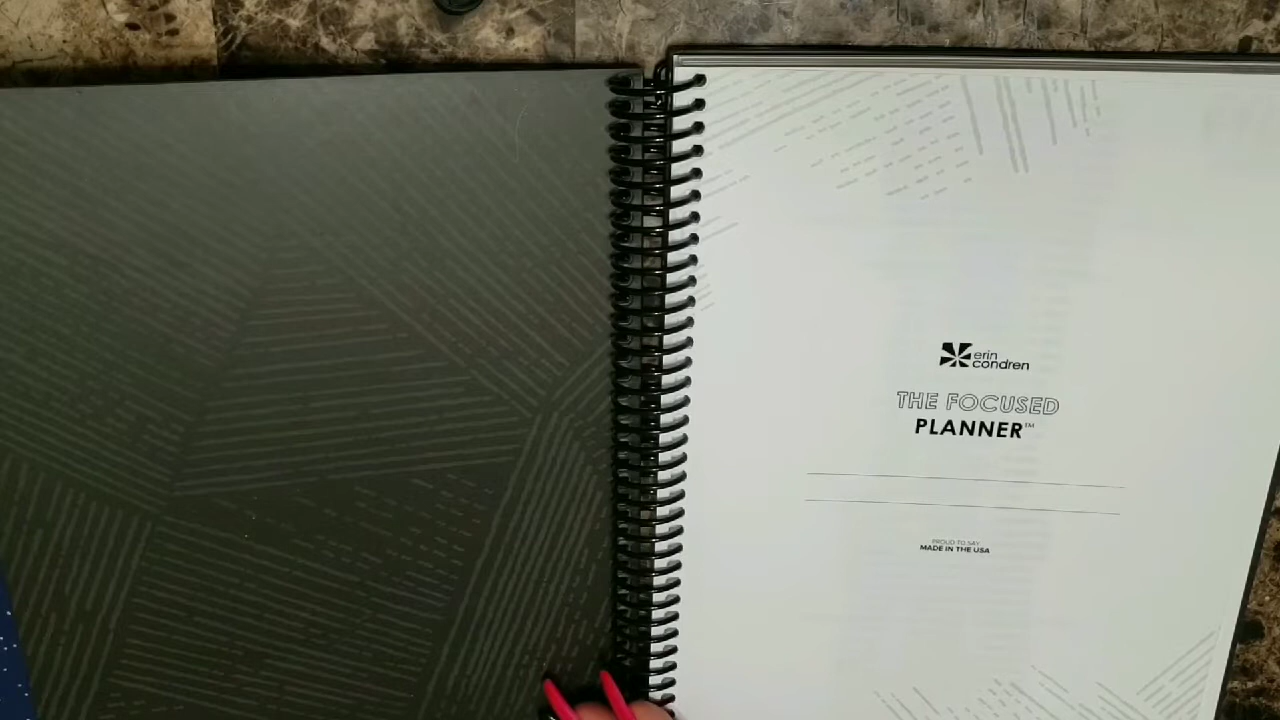 erin
condren
THE FOCUSED
PLANNER™
PROUD TO SAY
MADE IN THE USA